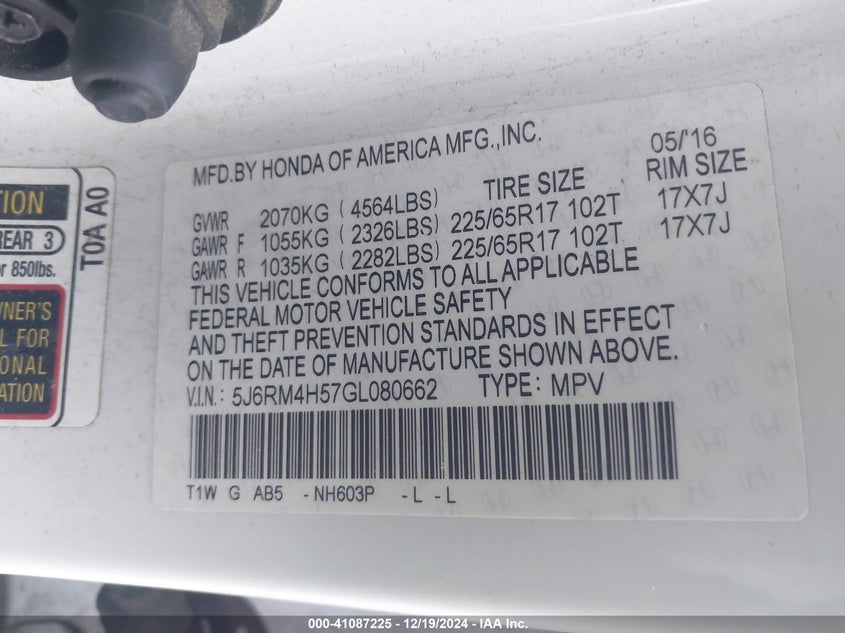 MFD.BY HONDA OF AMERICA MFG.,INC. 05/'16
TIRE SIZE RIM SIZE
GVWR 2070KG ( 4564LBS)
GAWR F 1055KG ( 2326LBS) 225/65R17 102T 17X7J
GAWR R 1035KG ( 2282LBS) 225/65R17 102T 17X7J
THIS VEHICLE CONFORMS TO ALL APPLICABLE
FEDERAL MOTOR VEHICLE SAFETY
AND THEFT PREVENTION STANDARDS IN EFFECT
ON THE DATE OF MANUFACTURE SHOWN ABOVE.
V.I.N.: 5J6RM4H57GL080662 TYPE: MPV
T1W G AB5 -NH603P -L -L
TION
REAR 3
r 850lbs.
WNER'S
L FOR
ONAL
ATION
T0A A0
000-41087225 - 12/19/2024 - IAA Inc.